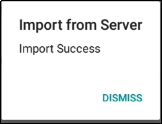 Import from Server
Import Success
DISMISS